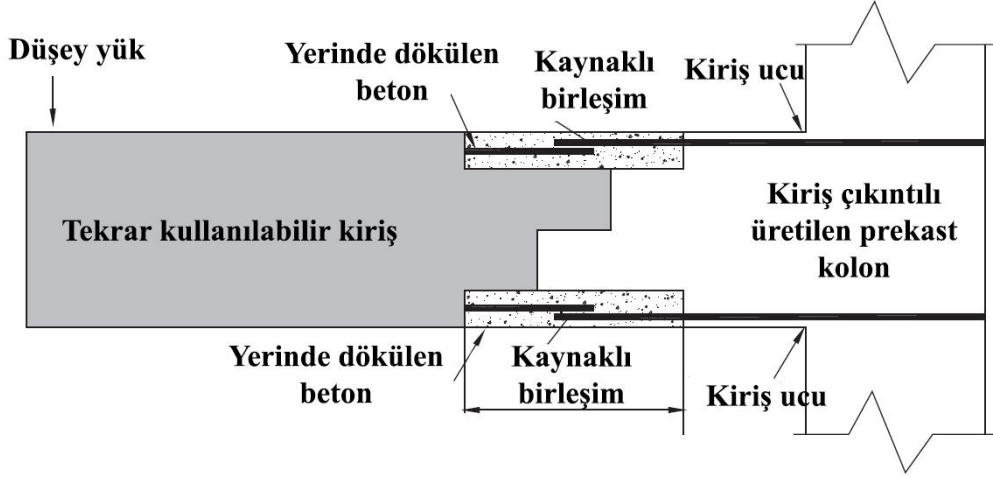 Düşey yük
Yerinde dökülen
beton
Kaynaklı
birleşim
Kiriş ucu
Tekrar kullanılabilir kiriş
Kiriş çıkıntılı
üretilen prekast
kolon
Yerinde dökülen
beton
Kaynaklı
birleşim
Kiriş ucu